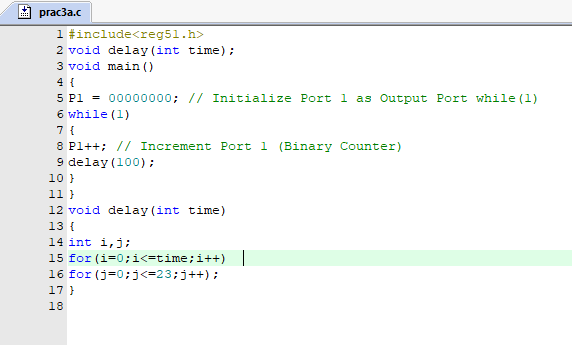 prac3a.c
1 #include<reg51.h>
2 void delay(int time);
3 void main()
4 {
5 P1 = 00000000; // Initialize Port 1 as Output Port while(1)
6 while(1)
7 {
8 P1++; // Increment Port 1 (Binary Counter)
9 delay(100);
10 }
11 }
12 void delay(int time)
13 {
14 int i,j;
15 for(i=0;i<=time;i++)
16 for(j=0;j<=23;j++);
17 }
18